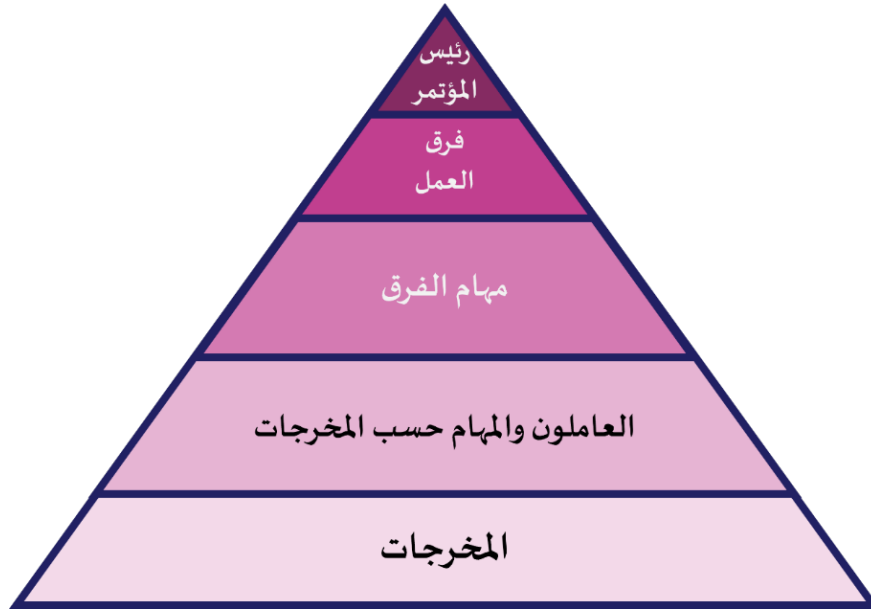 رئيس
المؤتمر
فرق
العمل
مهام الفرق
العاملون والمهام حسب المخرجات
المخرجات